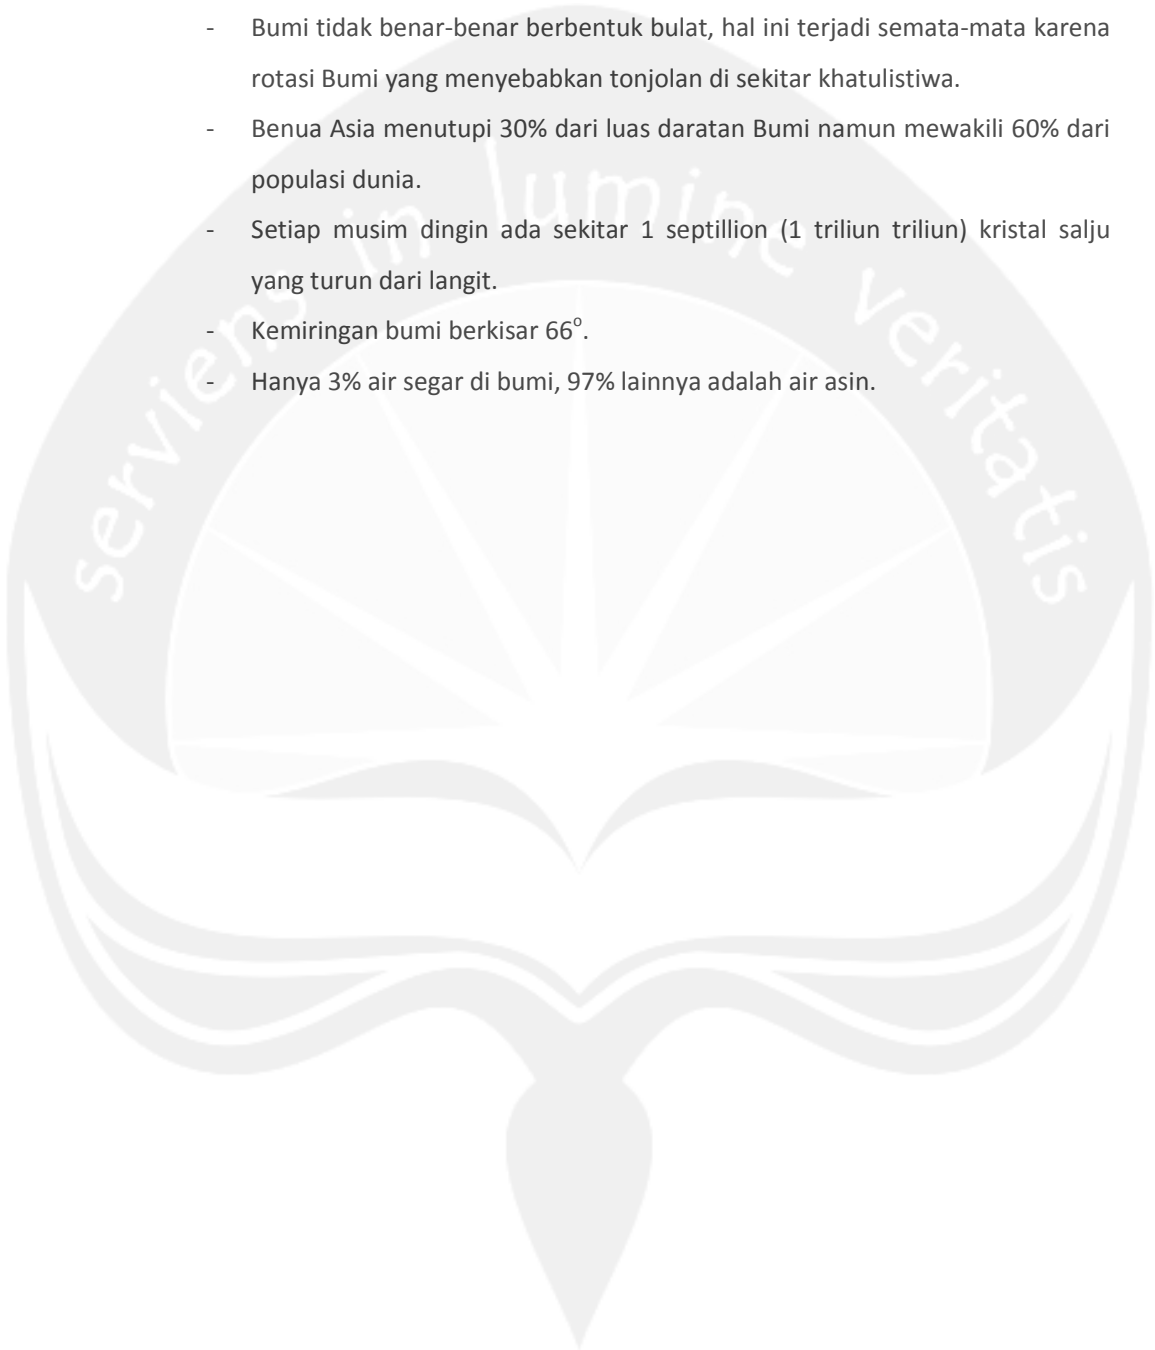 - Bumi tidak benar-benar berbentuk bulat, hal ini terjadi semata-mata karena
rotasi Bumi yang menyebabkan tonjolan di sekitar khatulistiwa.
- Benua Asia menutupi 30% dari luas daratan Bumi namun mewakili 60% dari
populasi dunia.
- Setiap musim dingin ada sekitar 1 septillion (1 triliun triliun) kristal salju
yang turun dari langit.
- Kemiringan bumi berkisar 66°.
- Hanya 3% air segar di bumi, 97% lainnya adalah air asin.
serviens in lumine veritatis